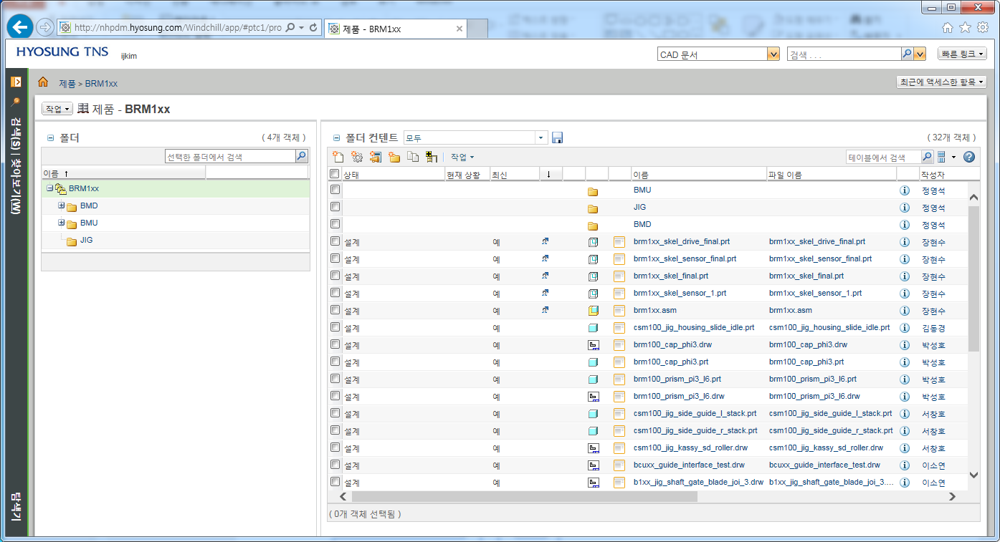 http://nhpdm.hyosung.com/Windchill/app/#ptc1/pro
제품 - BRM1xx
HYOSUNG TNS
ijkim
CAD 문서
검색 . . .
빠른 링크
제품 > BRM1xx
최근에 액세스한 항목
검색(S) | 찾아보기(W)
탐색기
작업
제품 - BRM1xx
폴더
( 4개 객체 )
선택한 폴더에서 검색
이름 ↑
BRM1xx
BMD
BMU
JIG
폴더 컨텐트 모두
( 32개 객체 )
작업
테이블에서 검색
상태 현재 상황 최신 ↓ 이름 파일 이름 작성자
BMU 정영석
JIG 정영석
BMD 정영석
설계 예 brm1xx_skel_drive_final.prt brm1xx_skel_drive_final.prt 장현수
설계 예 brm1xx_skel_sensor_final.prt brm1xx_skel_sensor_final.prt 장현수
설계 예 brm1xx_skel_final.prt brm1xx_skel_final.prt 장현수
설계 예 brm1xx_skel_sensor_1.prt brm1xx_skel_sensor_1.prt 장현수
설계 예 brm1xx.asm brm1xx.asm 장현수
설계 예 csm100_jig_housing_slide_idle.prt csm100_jig_housing_slide_idle.prt 김동경
설계 예 brm100_cap_phi3.drw brm100_cap_phi3.drw 박성호
설계 예 brm100_cap_phi3.prt brm100_cap_phi3.prt 박성호
설계 예 brm100_prism_pi3_l6.prt brm100_prism_pi3_l6.prt 박성호
설계 예 brm100_prism_pi3_l6.drw brm100_prism_pi3_l6.drw 박성호
설계 예 csm100_jig_side_guide_l_stack.prt csm100_jig_side_guide_l_stack.prt 서창호
설계 예 csm100_jig_side_guide_r_stack.prt csm100_jig_side_guide_r_stack.prt 서창호
설계 예 csm100_jig_kassy_sd_roller.drw csm100_jig_kassy_sd_roller.drw 서창호
설계 예 bcuxx_guide_interface_test.drw bcuxx_guide_interface_test.drw 이소연
설계 예 b1xx_jig_shaft_gate_blade_joi_3.drw b1xx_jig_shaft_gate_blade_joi_3.... 이소연
( 0개 객체 선택됨 )